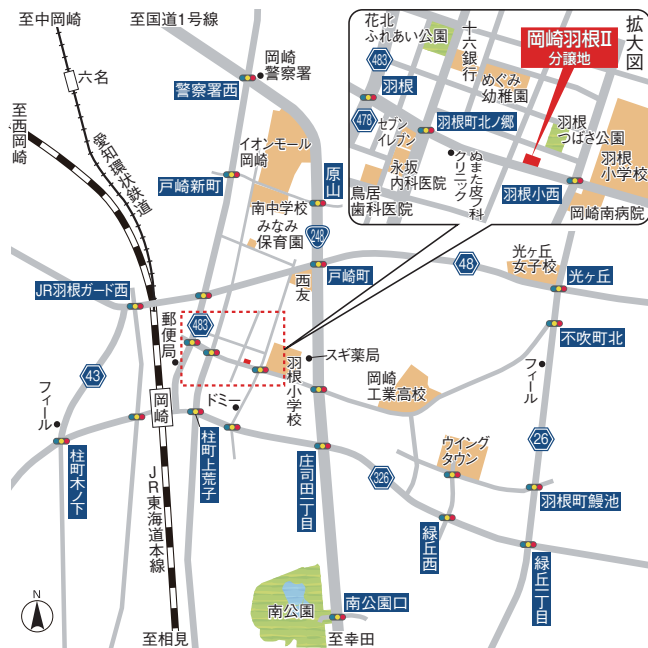 至中岡崎
至国道1号線
六名
岡崎
警察署
警察署西
至西岡崎
愛知環状鉄道
イオンモール
岡崎
原山
戸崎新町
南中学校
みなみ
保育園
248
西友
戸崎町
48
光ヶ丘
女子校
光ヶ丘
JR羽根ガード西
郵便局
483
不吹町北
43
スギ薬局
羽根小学校
フィール
フィール
岡崎
ドミー
岡崎
工業高校
柱町木ノ下
柱町上荒子
JR東海道本線
庄司田一丁目
ウイング
タウン
26
326
羽根町鰻池
緑丘西
緑丘二丁目
N
南公園
南公園口
至相見
至幸田
拡大図
花北
ふれあい公園
十六銀行
岡崎羽根Ⅱ
分譲地
483
羽根
めぐみ
幼稚園
478
セブン
イレブン
羽根町北ノ郷
羽根
つばさ公園
永坂
内科医院
ぬまた皮フ科
クリニック
羽根
小学校
鳥居
歯科医院
羽根小西
岡崎南病院